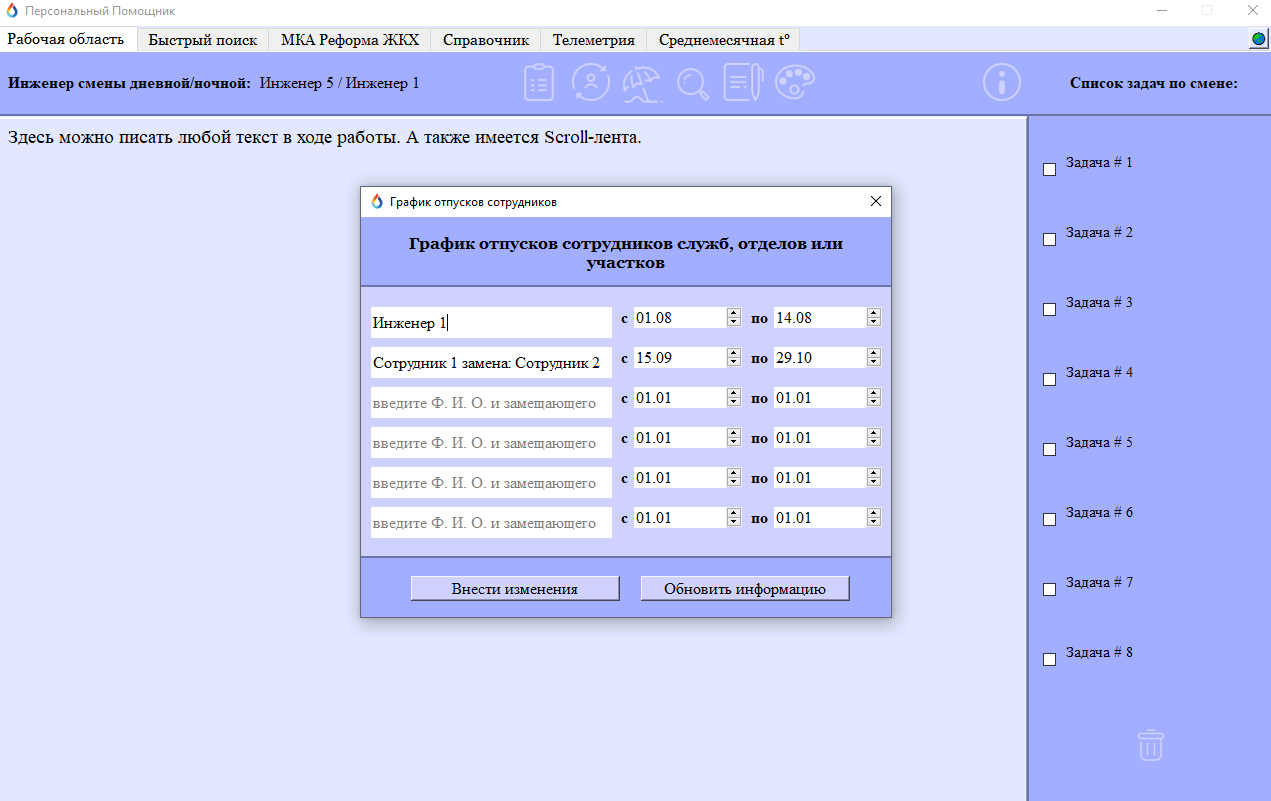 Персональный Помощник
Рабочая область Быстрый поиск МКА Реформа ЖКХ Справочник Телеметрия Среднемесячная t°
Инженер смены дневной/ночной: Инженер 5 / Инженер 1 Список задач по смене:
Здесь можно писать любой текст в ходе работы. А также имеется Scroll-лента.
График отпусков сотрудников
График отпусков сотрудников служб, отделов или
участков
Инженер 1 с 01.08 по 14.08
Сотрудник 1 замена: Сотрудник 2 с 15.09 по 29.10
введите Ф. И. О. и замещающего с 01.01 по 01.01
введите Ф. И. О. и замещающего с 01.01 по 01.01
введите Ф. И. О. и замещающего с 01.01 по 01.01
введите Ф. И. О. и замещающего с 01.01 по 01.01
Внести изменения Обновить информацию
Задача # 1
Задача # 2
Задача # 3
Задача # 4
Задача # 5
Задача # 6
Задача # 7
Задача # 8